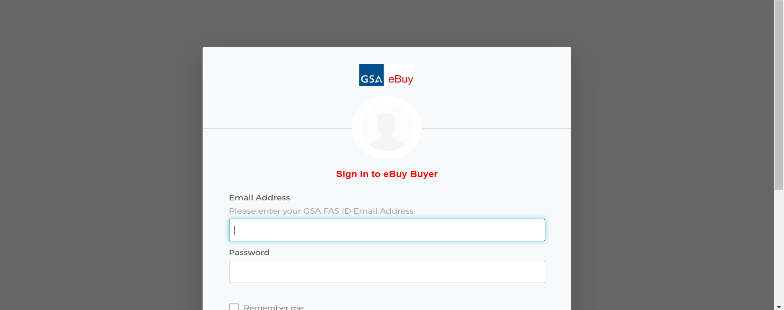 GSA eBuy
Sign in to eBuy Buyer
Email Address
Please enter your GSA FAS ID Email Address
Password
Remember me